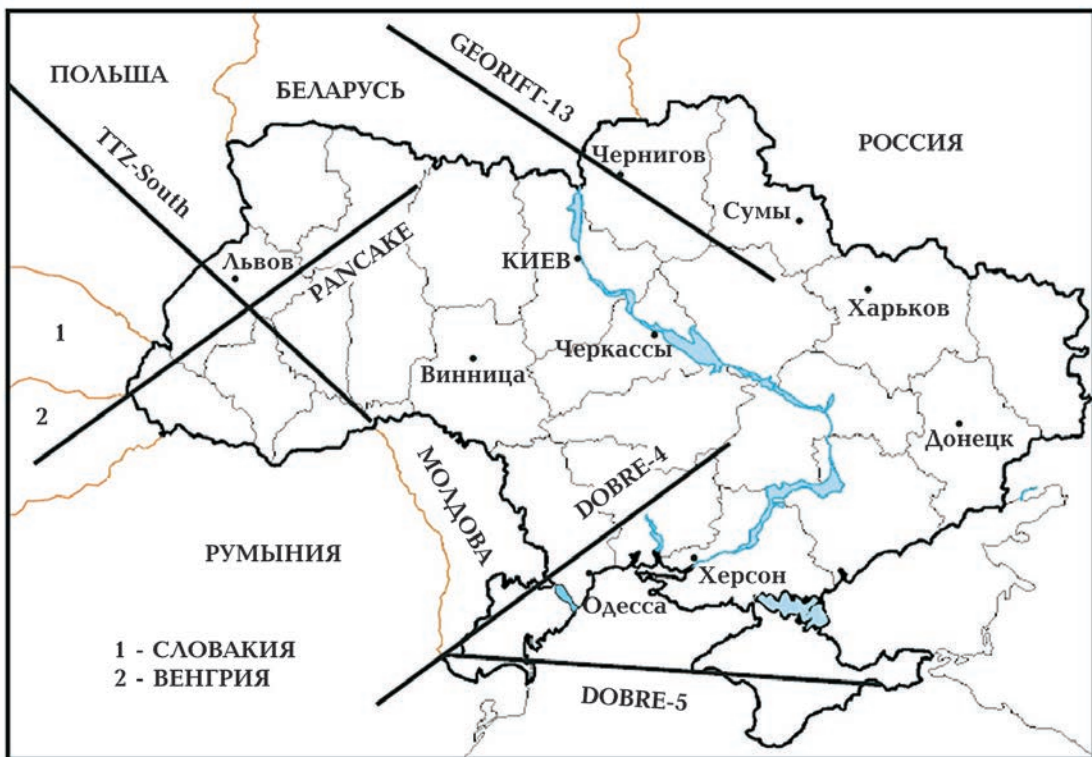 ПОЛЬША
БЕЛАРУСЬ
GEORIFT-13
РОССИЯ
TTZ-South
Чернигов
Сумы
Львов
PANCAKE
КИЕВ
Харьков
1
Черкассы
Винница
2
Донецк
МОЛДОВА
DOBRE-4
РУМЫНИЯ
Херсон
Одесса
1 - СЛОВАКИЯ
2 - ВЕНГРИЯ
DOBRE-5